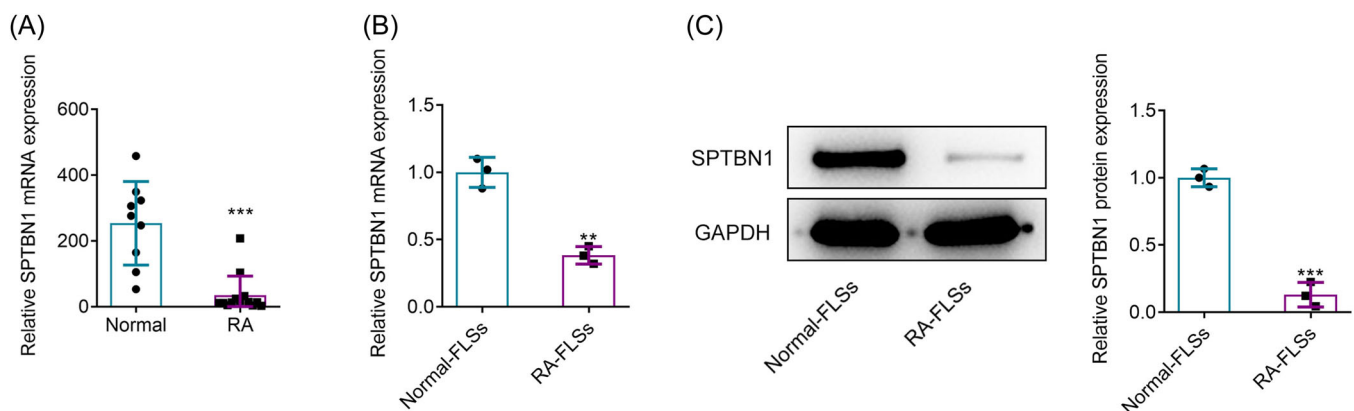 (A)
Relative SPTBN1 mRNA expression
600
400
200
0
***
Normal
RA
(B)
Relative SPTBN1 mRNA expression
1.5
1.0
0.5
0.0
**
Normal-FLSs
RA-FLSs
(C)
SPTBN1
GAPDH
Normal-FLSs
RA-FLSs
Relative SPTBN1 protein expression
1.5
1.0
0.5
0.0
***
Normal-FLSs
RA-FLSs